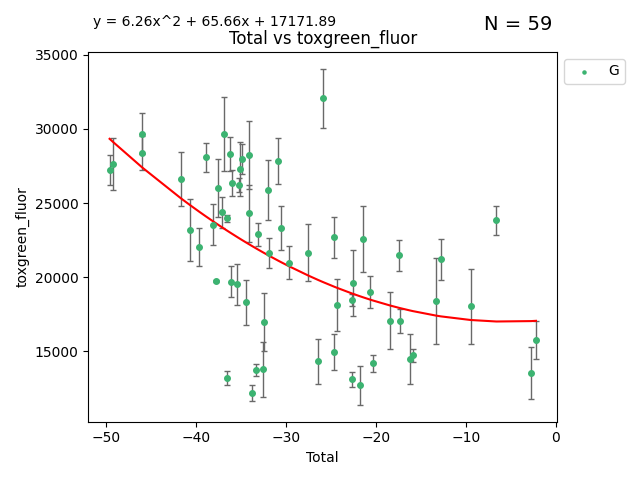 y = 6.26x^2 + 65.66x + 17171.89
N = 59
Total vs toxgreen_fluor
G
35000
30000
25000
20000
15000
toxgreen_fluor
−50
−40
−30
−20
−10
0
Total